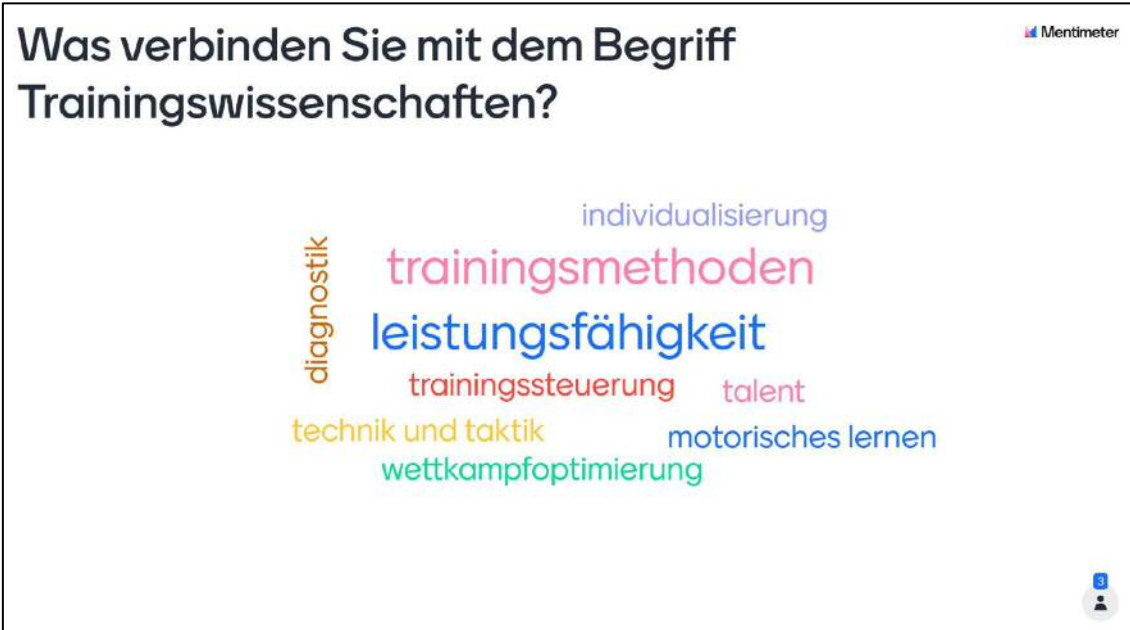 Was verbinden Sie mit dem Begriff
Trainingswissenschaften?
Mentimeter
individualisierung
diagnostik
trainingsmethoden
leistungsfähigkeit
trainingssteuerung
talent
technik und taktik
motorisches lernen
wettkampfoptimierung
3